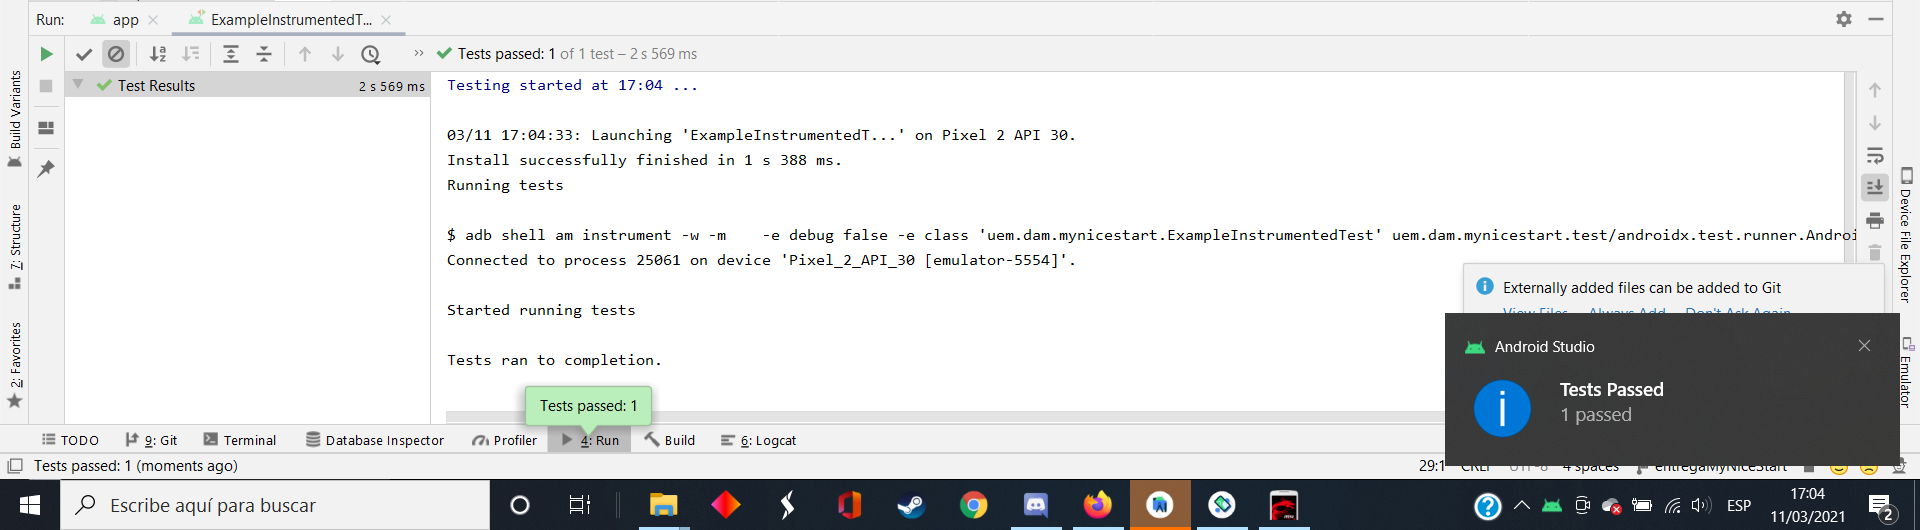 Run: app ExampleInstrumentedT...
Tests passed: 1 of 1 test – 2 s 569 ms
Test Results 2 s 569 ms
Testing started at 17:04 ...
03/11 17:04:33: Launching 'ExampleInstrumentedT...' on Pixel 2 API 30.
Install successfully finished in 1 s 388 ms.
Running tests
$ adb shell am instrument -w -m    -e debug false -e class 'uem.dam.mynicestart.ExampleInstrumentedTest' uem.dam.mynicestart.test/androidx.test.runner.Androi
Connected to process 25061 on device 'Pixel_2_API_30 [emulator-5554]'.
Started running tests
Tests ran to completion.
Build Variants
7: Structure
2: Favorites
Device File Explorer
Emulator
Externally added files can be added to Git
View Files Always Add Don't Ask Again
Android Studio
Tests Passed
1 passed
Tests passed: 1
TODO 9: Git Terminal Database Inspector Profiler 4: Run Build 6: Logcat
Tests passed: 1 (moments ago) 29:1 CRLF UTF-8 4 spaces entregaMyNiceStart
Escribe aquí para buscar
ESP
17:04
11/03/2021
2